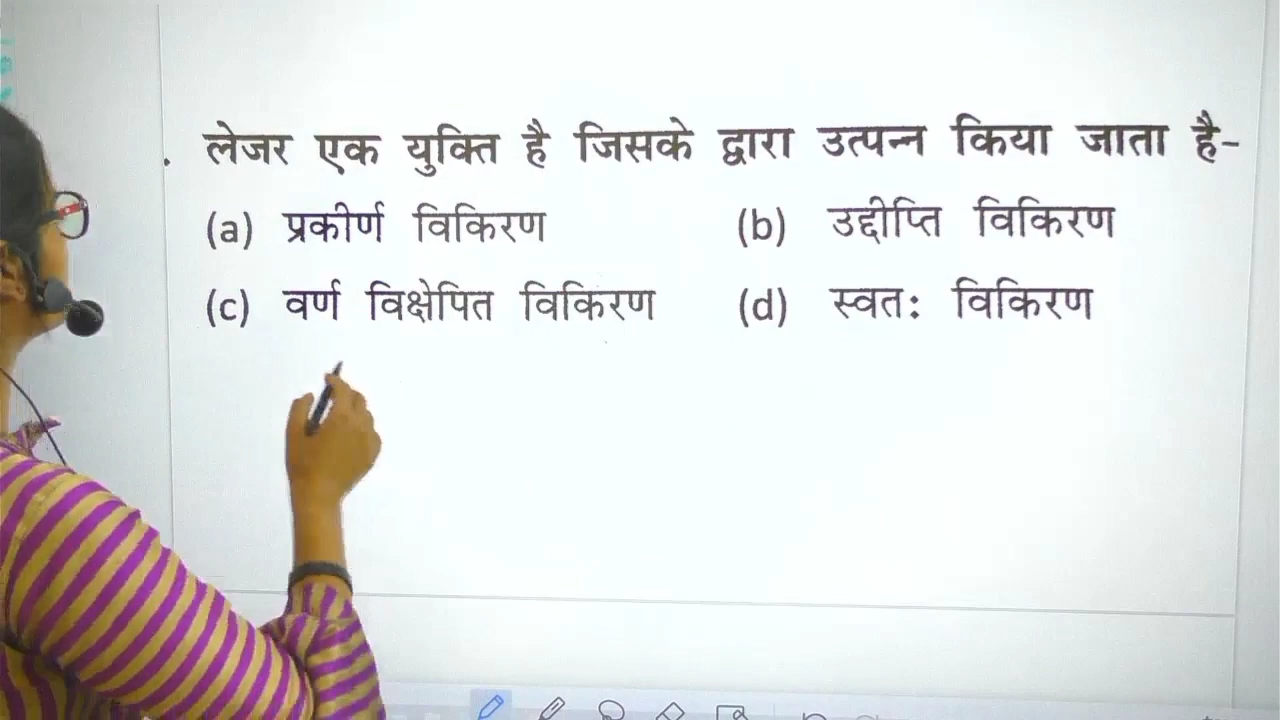 . लेजर एक युक्ति है जिसके द्वारा उत्पन्न किया जाता है-
(a) प्रकीर्ण विकिरण (b) उद्दीप्ति विकिरण
(c) वर्ण विक्षेपित विकिरण (d) स्वतः विकिरण